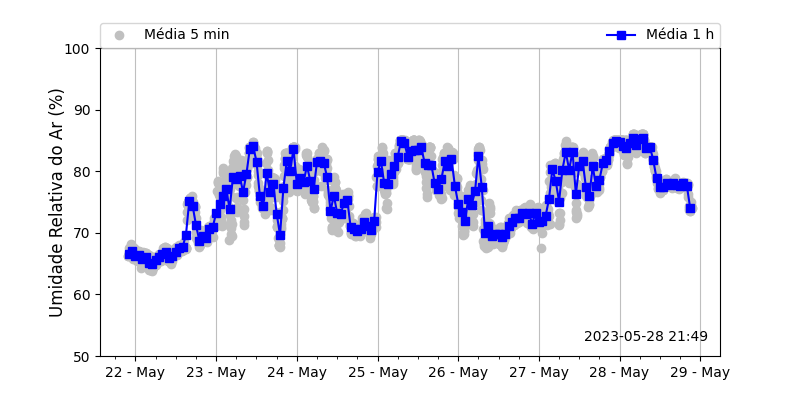 Média 5 min
Média 1 h
Umidade Relativa do Ar (%)
100
90
80
70
60
50
2023-05-28 21:49
22 - May
23 - May
24 - May
25 - May
26 - May
27 - May
28 - May
29 - May